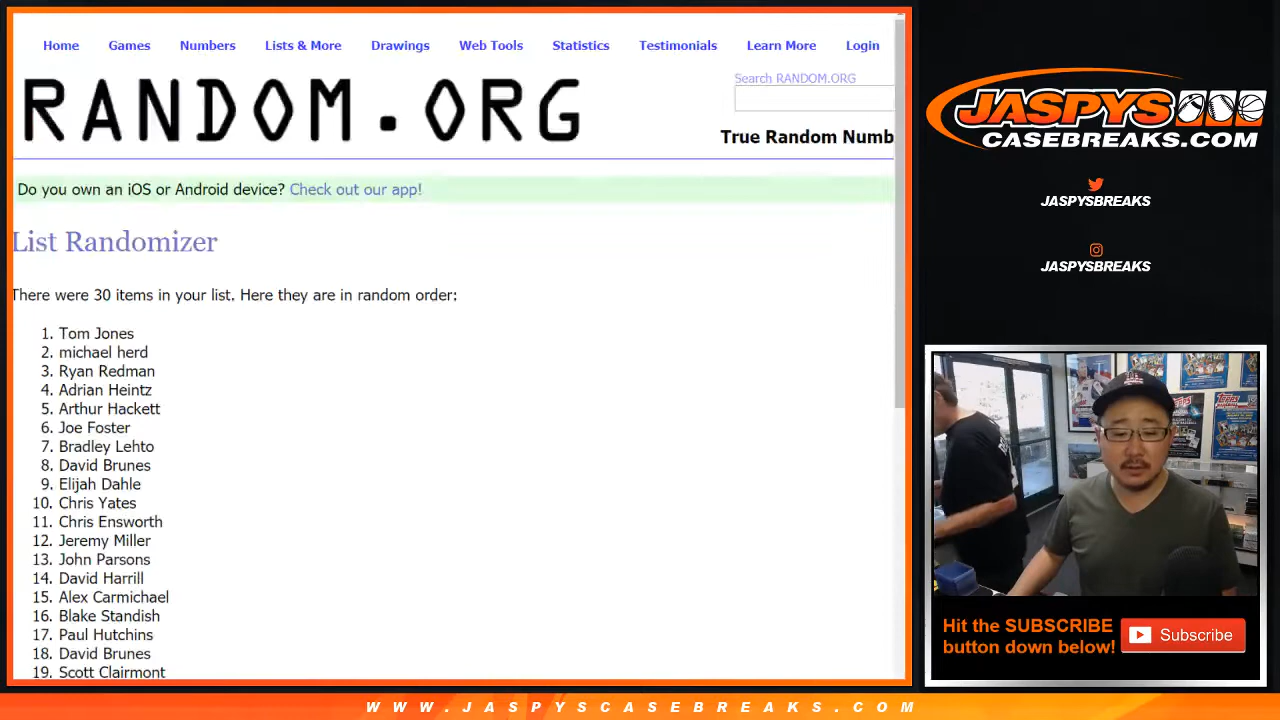 Home Games Numbers Lists & More Drawings Web Tools Statistics Testimonials Learn More Login
RANDOM.ORG
Search RANDOM.ORG
True Random Numb
Do you own an iOS or Android device? Check out our app!
List Randomizer
There were 30 items in your list. Here they are in random order:
1. Tom Jones
2. michael herd
3. Ryan Redman
4. Adrian Heintz
5. Arthur Hackett
6. Joe Foster
7. Bradley Lehto
8. David Brunes
9. Elijah Dahle
10. Chris Yates
11. Chris Ensworth
12. Jeremy Miller
13. John Parsons
14. David Harrill
15. Alex Carmichael
16. Blake Standish
17. Paul Hutchins
18. David Brunes
19. Scott Clairmont
JASPYS
CASEBREAKS.COM
JASPYSBREAKS
JASPYSBREAKS
Topps
Hit the SUBSCRIBE
button down below!
Subscribe
WWW.JASPYSCASEBREAKS.COM